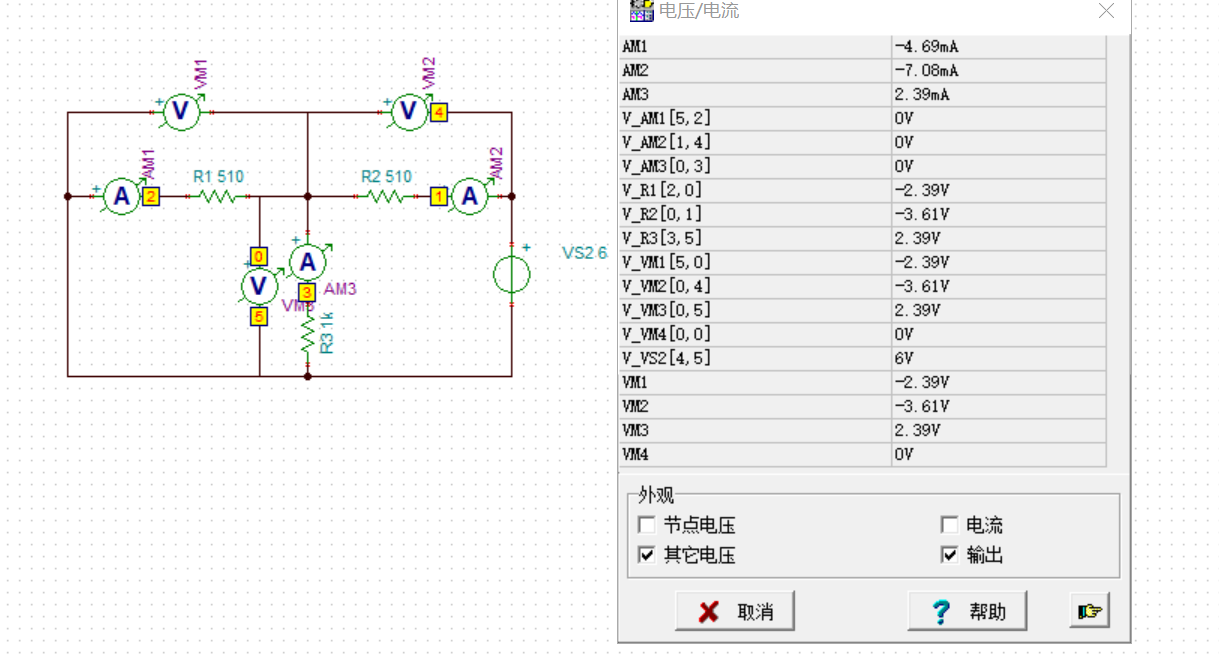 电压/电流
VM1
VM2
+
V
+
V
4
AM1
R1 510
R2 510
AM2
+
A
2
1
A
+
0
+
V
5
VM3
+
A
3
AM3
R3 1k
+
VS2 6
AM1 -4.69mA
AM2 -7.08mA
AM3 2.39mA
V_AM1[5,2] 0V
V_AM2[1,4] 0V
V_AM3[0,3] 0V
V_R1[2,0] -2.39V
V_R2[0,1] -3.61V
V_R3[3,5] 2.39V
V_VM1[5,0] -2.39V
V_VM2[0,4] -3.61V
V_VM3[0,5] 2.39V
V_VM4[0,0] 0V
V_VS2[4,5] 6V
VM1 -2.39V
VM2 -3.61V
VM3 2.39V
VM4 0V
外观
节点电压 电流
其它电压 输出
取消 ? 帮助